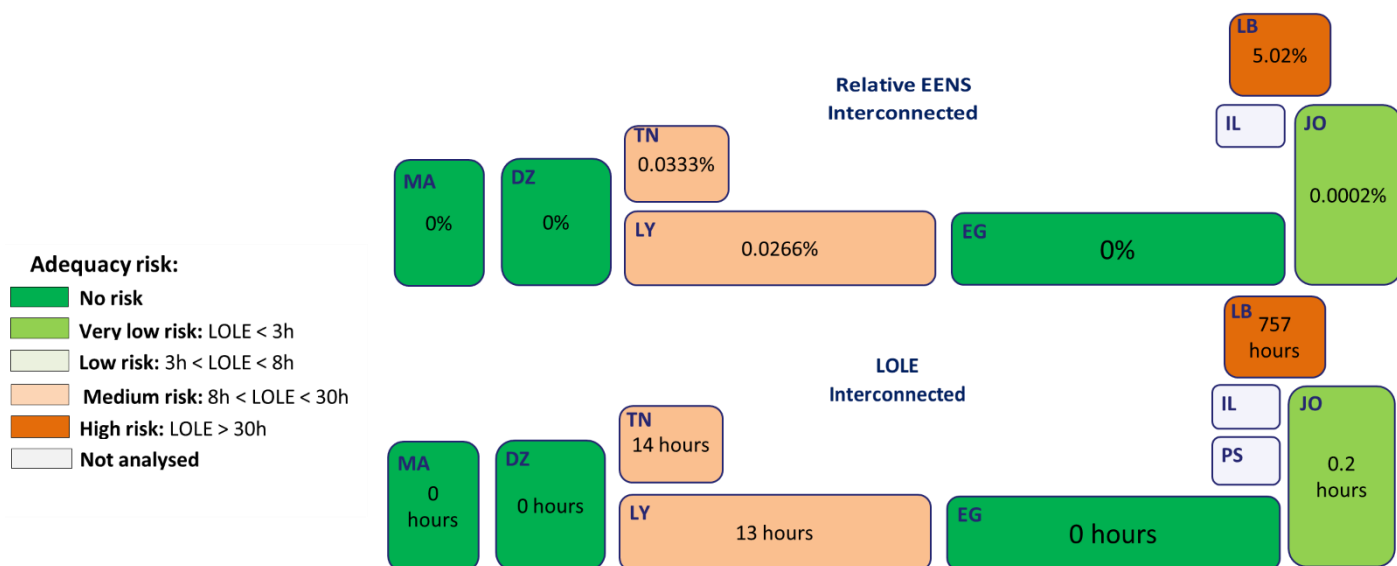 Relative EENS
Interconnected
LB
5.02%
IL
JO
0.0002%
TN
0.0333%
MA
0%
DZ
0%
LY
0.0266%
EG
0%
Adequacy risk:
No risk
Very low risk: LOLE < 3h
Low risk: 3h < LOLE < 8h
Medium risk: 8h < LOLE < 30h
High risk: LOLE > 30h
Not analysed
LOLE
Interconnected
LB
757
hours
IL
PS
JO
0.2
hours
TN
14 hours
MA
0
hours
DZ
0 hours
LY
13 hours
EG
0 hours